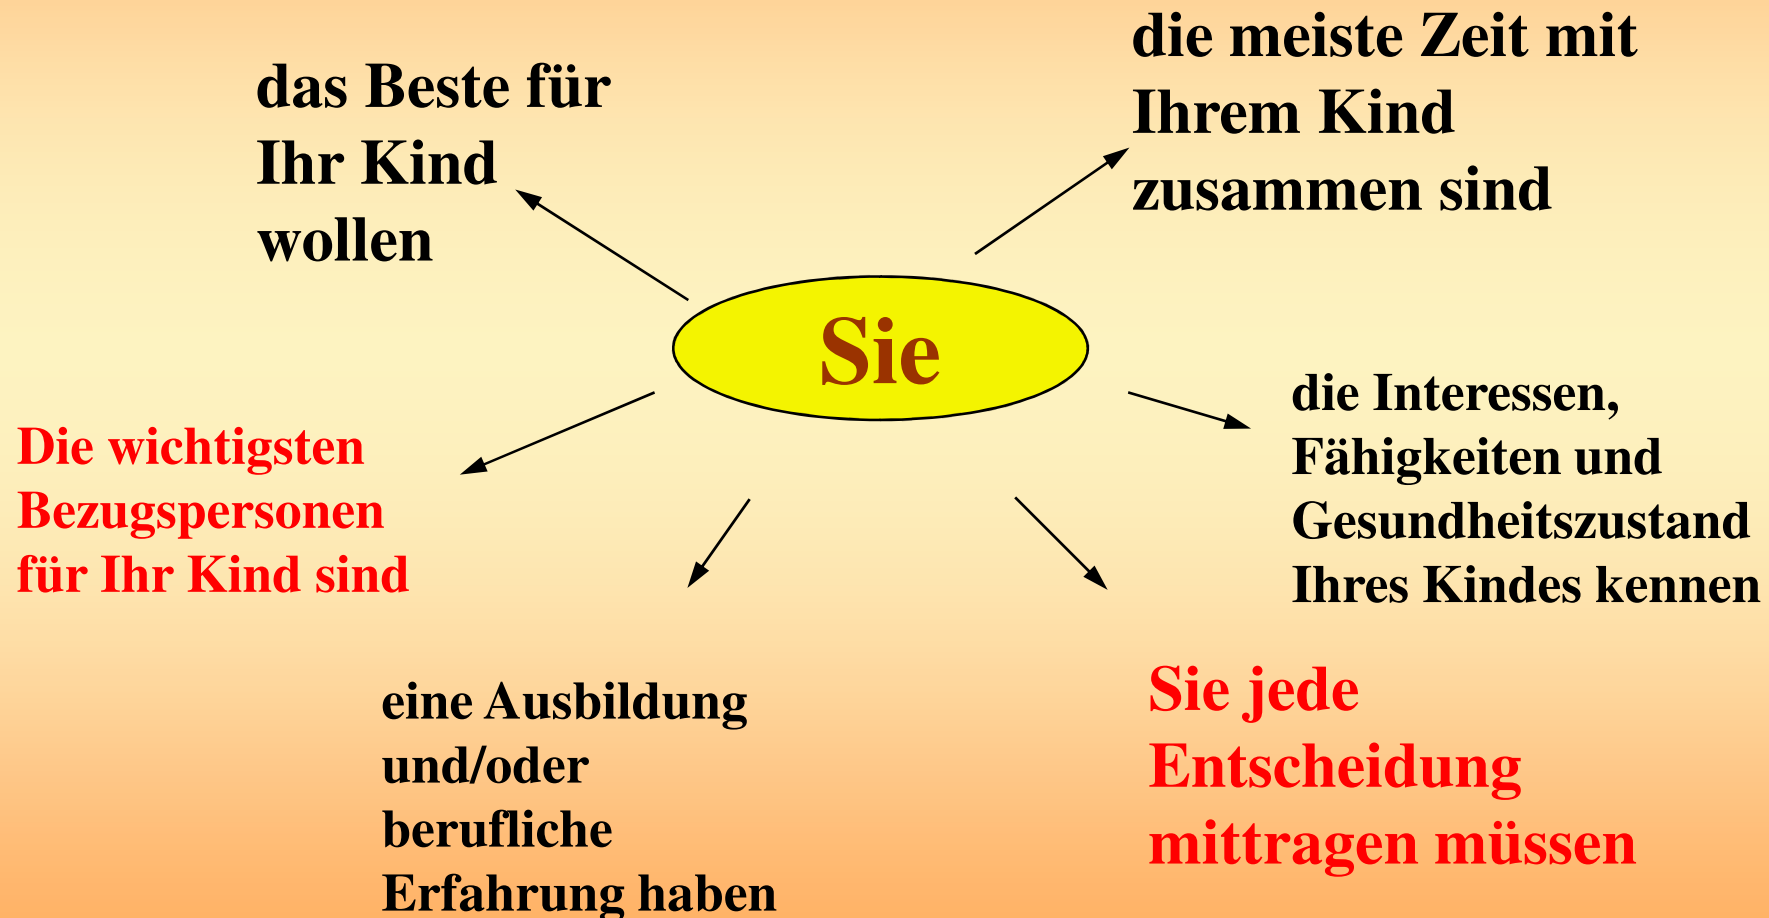 das Beste für
Ihr Kind
wollen
die meiste Zeit mit
Ihrem Kind
zusammen sind
Sie
Die wichtigsten
Bezugspersonen
für Ihr Kind sind
die Interessen,
Fähigkeiten und
Gesundheitszustand
Ihres Kindes kennen
eine Ausbildung
und/oder
berufliche
Erfahrung haben
Sie jede
Entscheidung
mittragen müssen